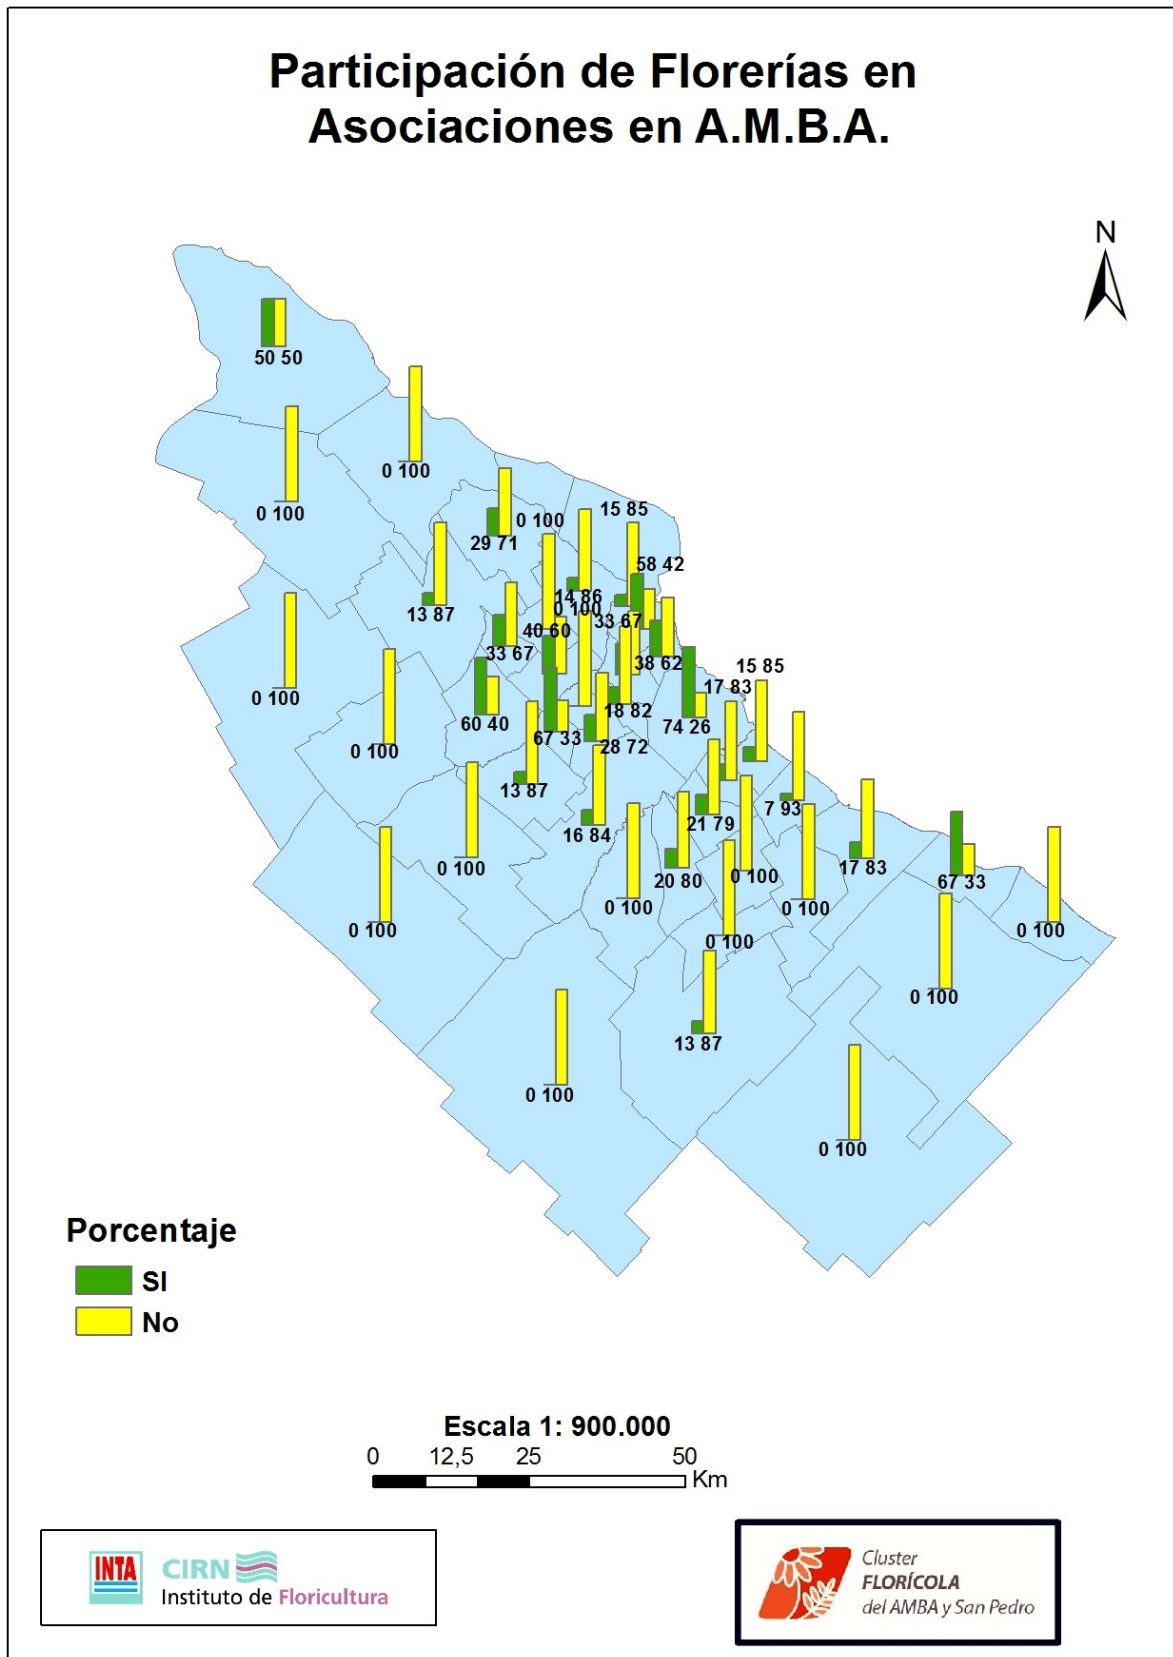 Participación de Florerías en
Asociaciones en A.M.B.A.
N
50 50
0 100
0 100
29 71
0 100
15 85
58 42
13 87
14 86
0 100
33 67
40 60
33 67
38 62
0 100
0 100
60 40
67 33
18 82
28 72
74 26
17 83
15 85
13 87
16 84
21 79
7 93
0 100
20 80
0 100
17 83
67 33
0 100
0 100
0 100
0 100
0 100
0 100
13 87
0 100
0 100
Porcentaje
SI
No
Escala 1: 900.000
0 12,5 25 50
Km
INTA
CIRN
Instituto de Floricultura
Cluster
FLORÍCOLA
del AMBA y San Pedro